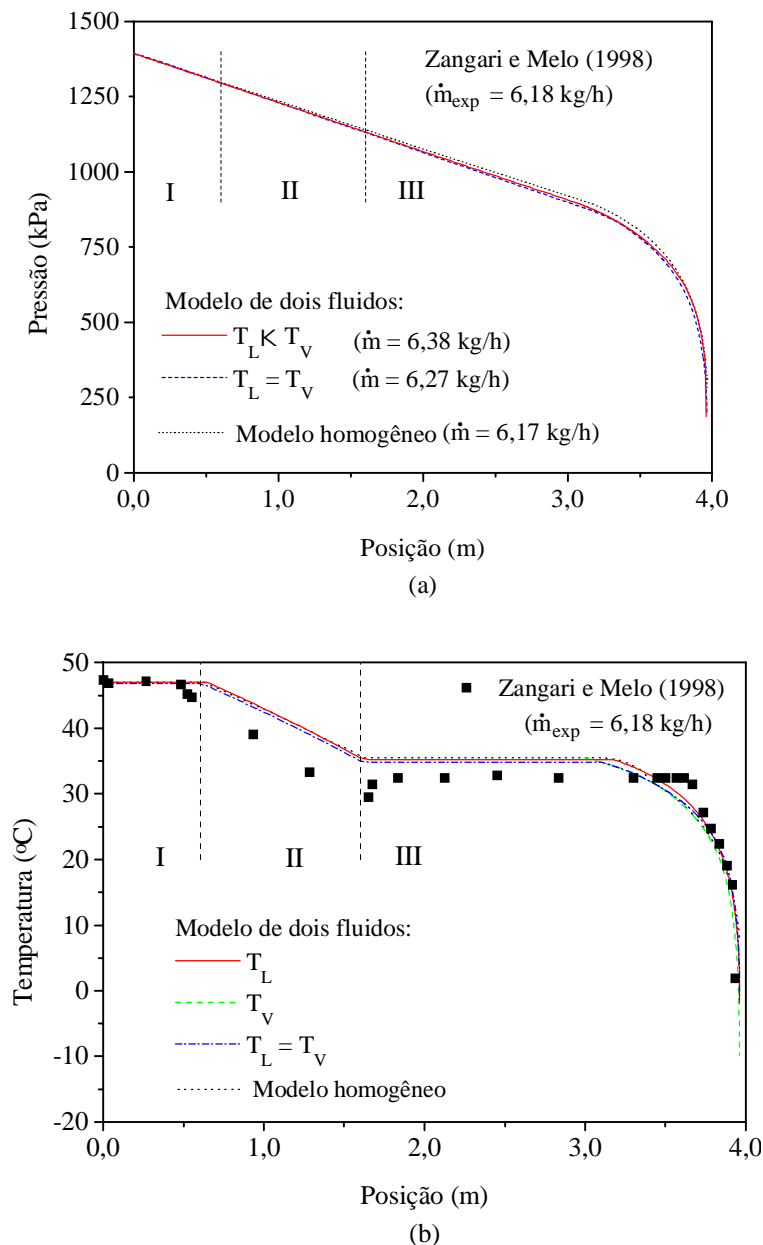 1500
1250
1000
750
500
250
0
Pressão (kPa)
Zangari e Melo (1998)
(ṁexp = 6,18 kg/h)
I
II
III
Modelo de dois fluidos:
TL K TV (ṁ = 6,38 kg/h)
TL = TV (ṁ = 6,27 kg/h)
Modelo homogêneo (ṁ = 6,17 kg/h)
0,0 1,0 2,0 3,0 4,0
Posição (m)
(a)
50
40
30
20
10
0
-10
-20
Temperatura (oC)
Zangari e Melo (1998)
(ṁexp = 6,18 kg/h)
I
II
III
Modelo de dois fluidos:
TL
TV
TL = TV
Modelo homogêneo
0,0 1,0 2,0 3,0 4,0
Posição (m)
(b)